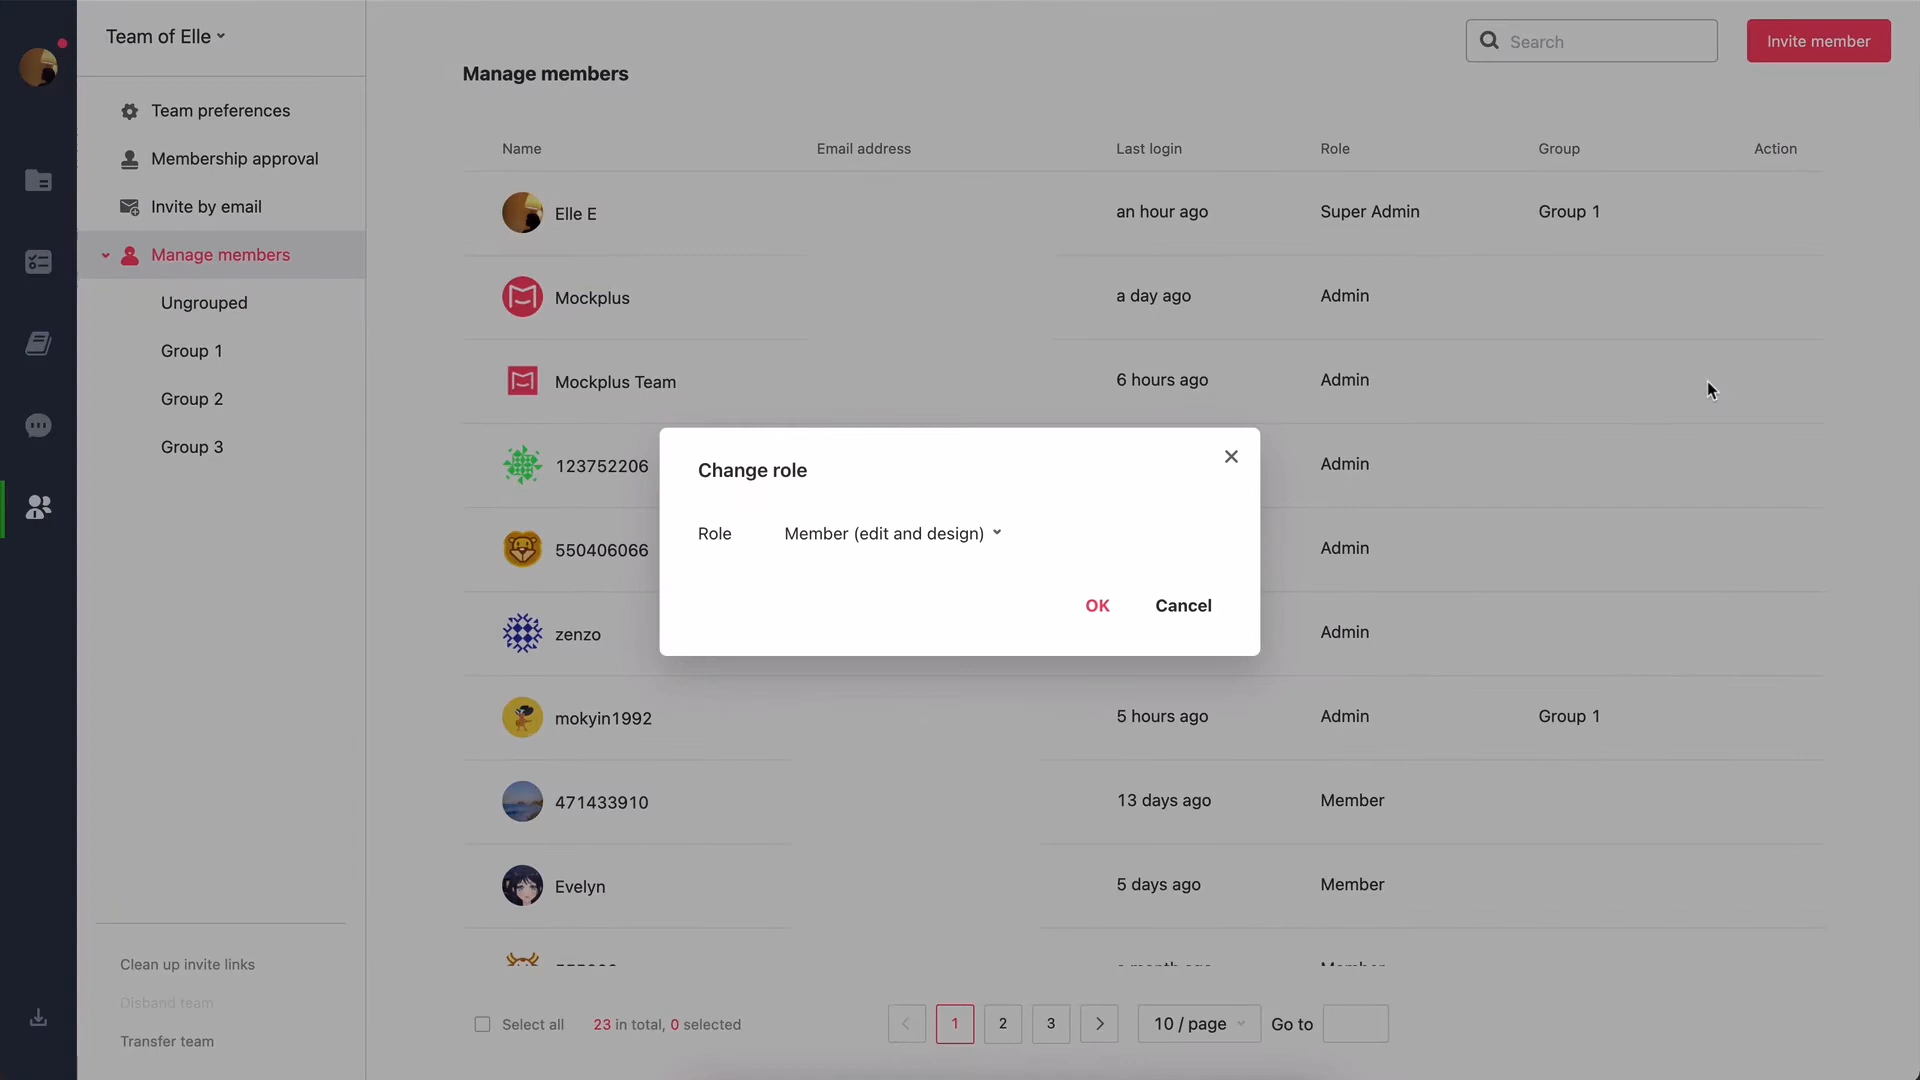 Team of Elle
Search
Invite member
Manage members
Team preferences
Membership approval
Invite by email
Manage members
Ungrouped
Group 1
Group 2
Group 3
Name Email address Last login Role Group Action
Elle E an hour ago Super Admin Group 1
Mockplus a day ago Admin
Mockplus Team 6 hours ago Admin
123752206 Admin
550406066 Admin
zenzo Admin
mokyin1992 5 hours ago Admin Group 1
471433910 13 days ago Member
Evelyn 5 days ago Member
Change role
Role Member (edit and design)
OK Cancel
Clean up invite links
Disband team
Transfer team
Select all 23 in total, 0 selected
1 2 3 10 / page Go to